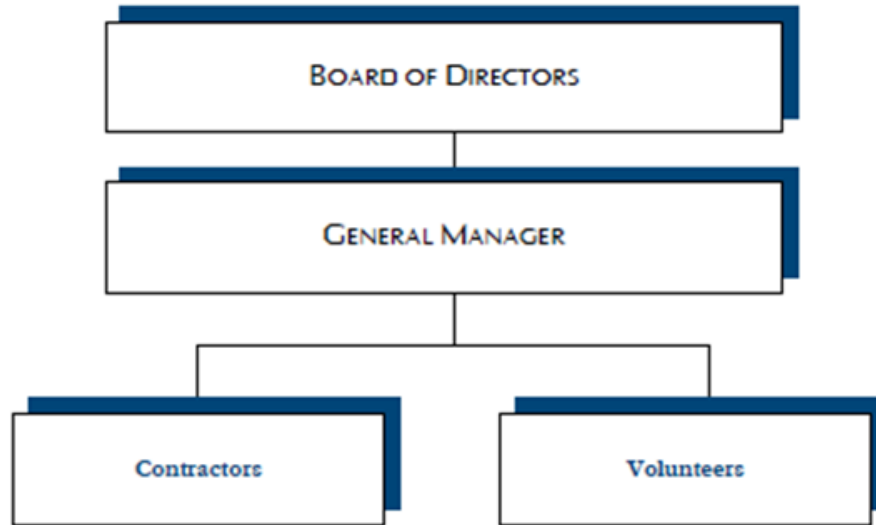 BOARD OF DIRECTORS
GENERAL MANAGER
Contractors
Volunteers